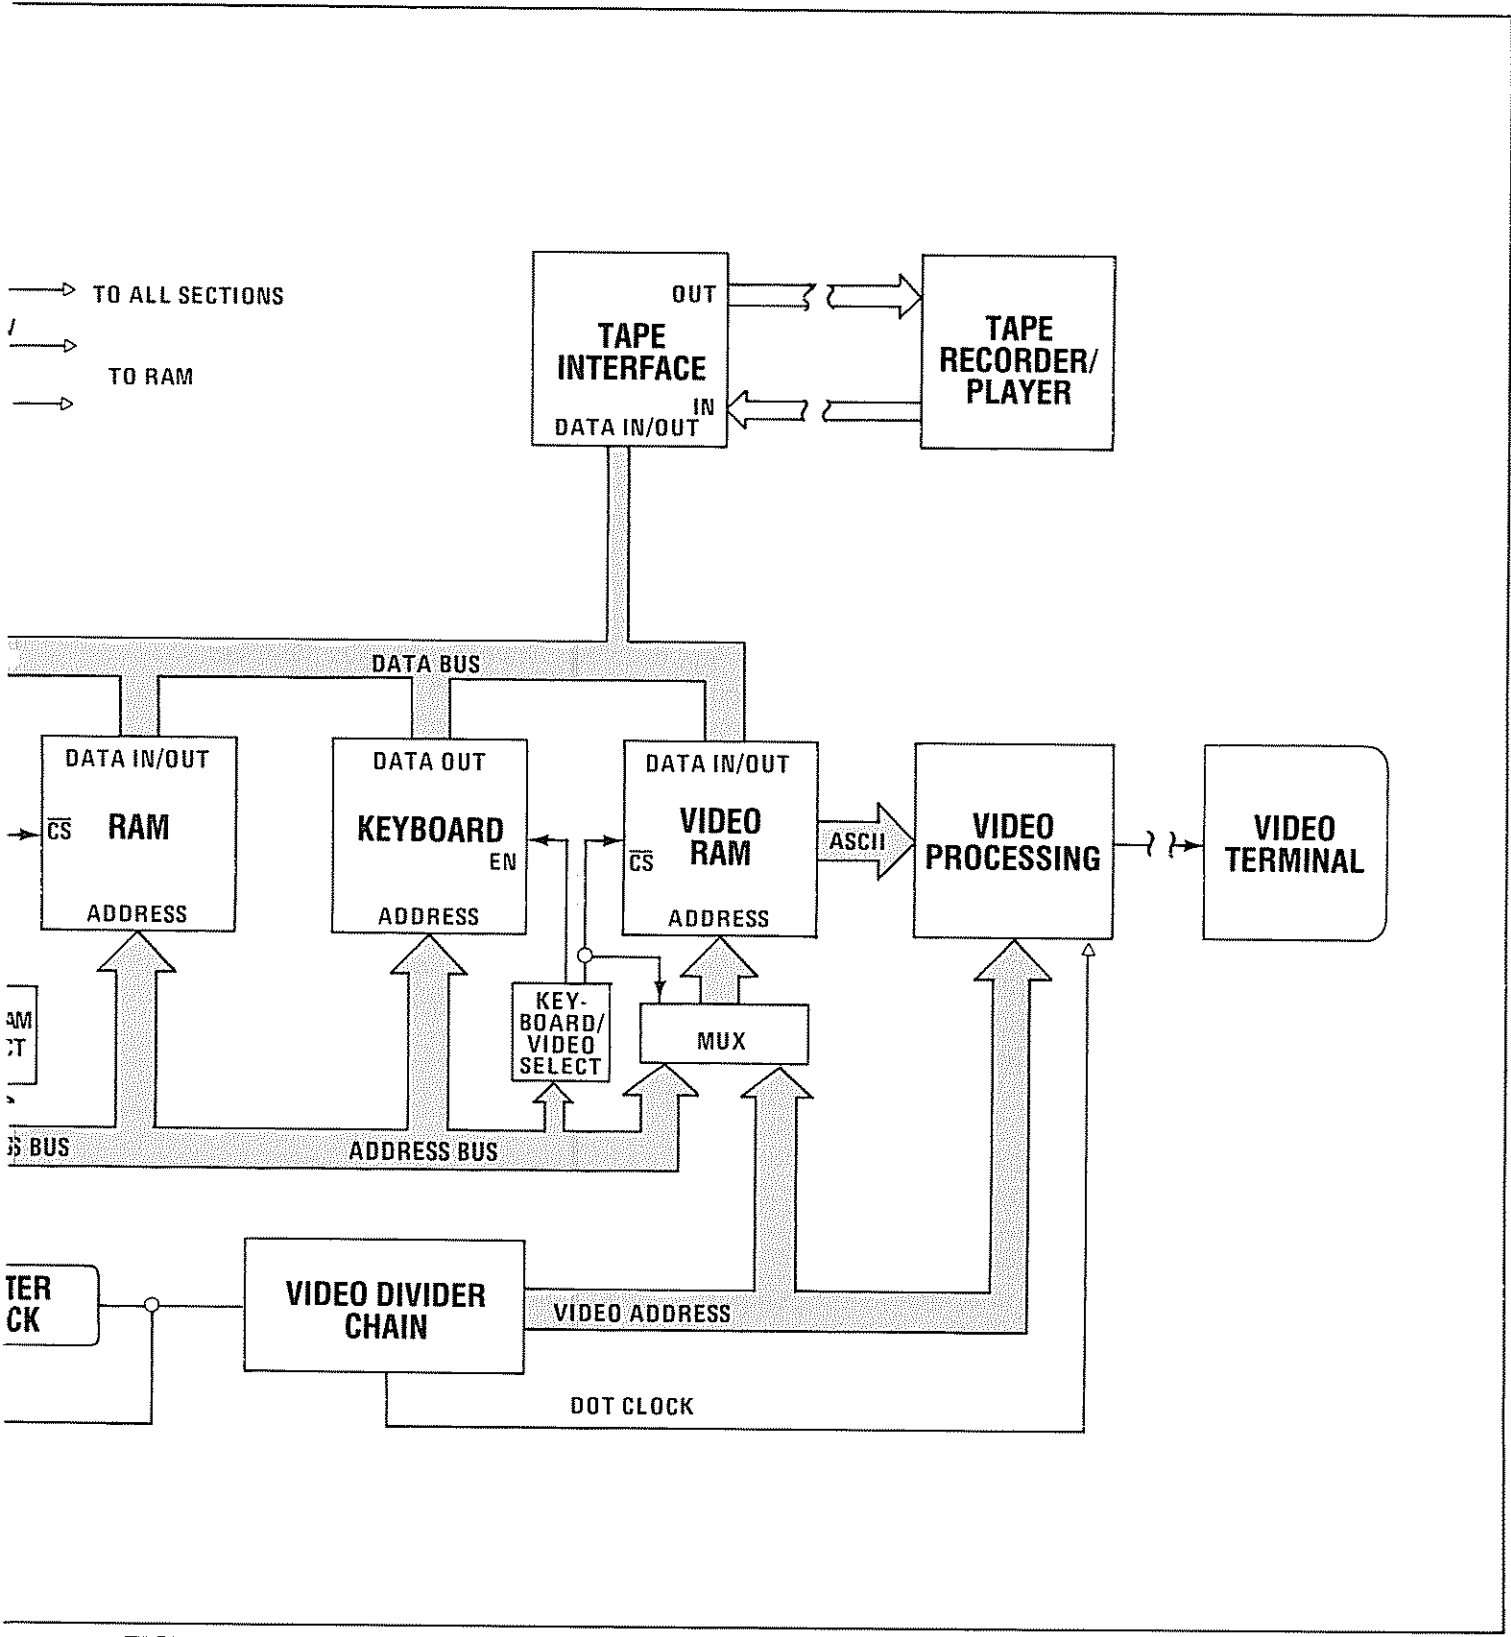 TO ALL SECTIONS
TO RAM
OUT
TAPE
INTERFACE
IN
DATA IN/OUT
TAPE
RECORDER/
PLAYER
DATA BUS
DATA IN/OUT
CS
RAM
ADDRESS
DATA OUT
KEYBOARD
EN
ADDRESS
DATA IN/OUT
VIDEO
RAM
CS
ADDRESS
ASCII
VIDEO
PROCESSING
VIDEO
TERMINAL
AM
CT
KEY-
BOARD/
VIDEO
SELECT
MUX
S BUS
ADDRESS BUS
TER
CK
VIDEO DIVIDER
CHAIN
VIDEO ADDRESS
DOT CLOCK